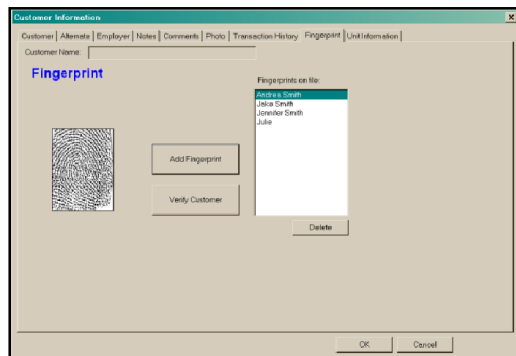 Customer Information
Customer Alternate Employer Notes Comments Photo Transaction History Fingerprint Unit Information
Customer Name:
Fingerprint
Fingerprints on file:
Andrea Smith
Jake Smith
Jennifer Smith
Julie
Add Fingerprint
Verify Customer
Delete
OK Cancel